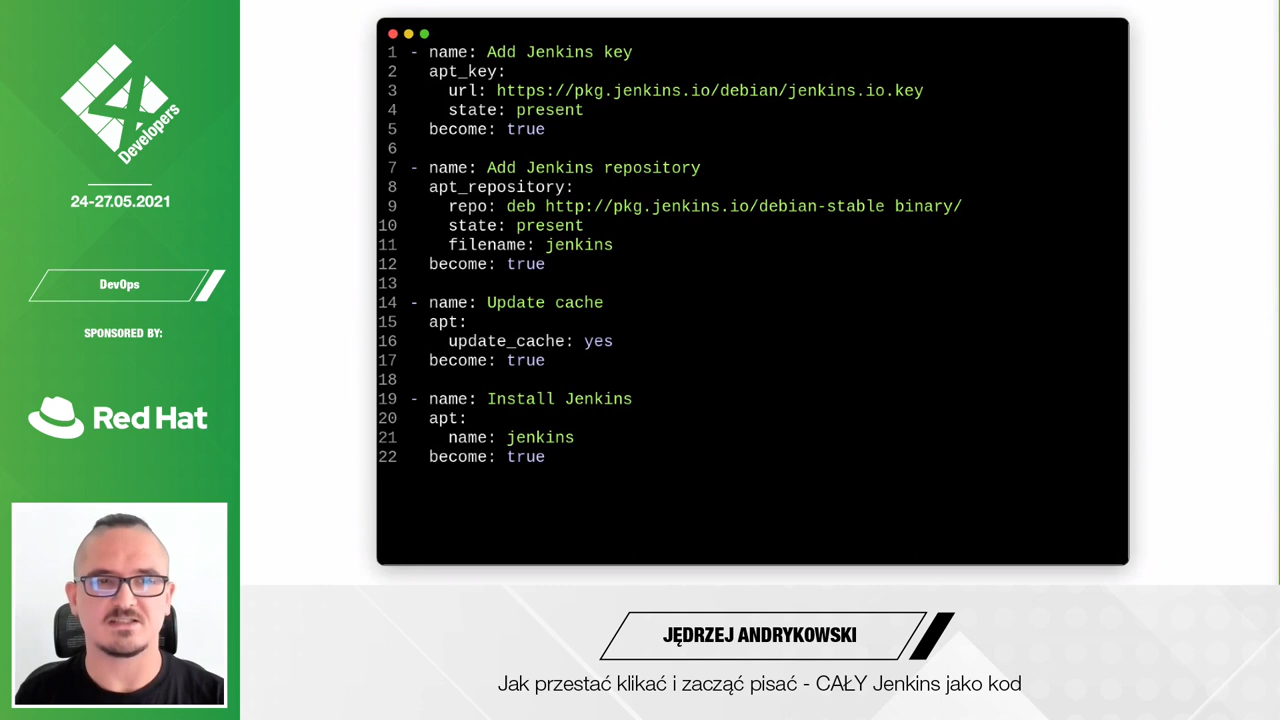 4
Developers
24-27.05.2021
DevOps
SPONSORED BY:
Red Hat
1 - name: Add Jenkins key
2 apt_key:
3 url: https://pkg.jenkins.io/debian/jenkins.io.key
4 state: present
5 become: true
6
7 - name: Add Jenkins repository
8 apt_repository:
9 repo: deb http://pkg.jenkins.io/debian-stable binary/
10 state: present
11 filename: jenkins
12 become: true
13
14 - name: Update cache
15 apt:
16 update_cache: yes
17 become: true
18
19 - name: Install Jenkins
20 apt:
21 name: jenkins
22 become: true
JĘDRZEJ ANDRYKOWSKI
Jak przestać klikać i zacząć pisać - CAŁY Jenkins jako kod